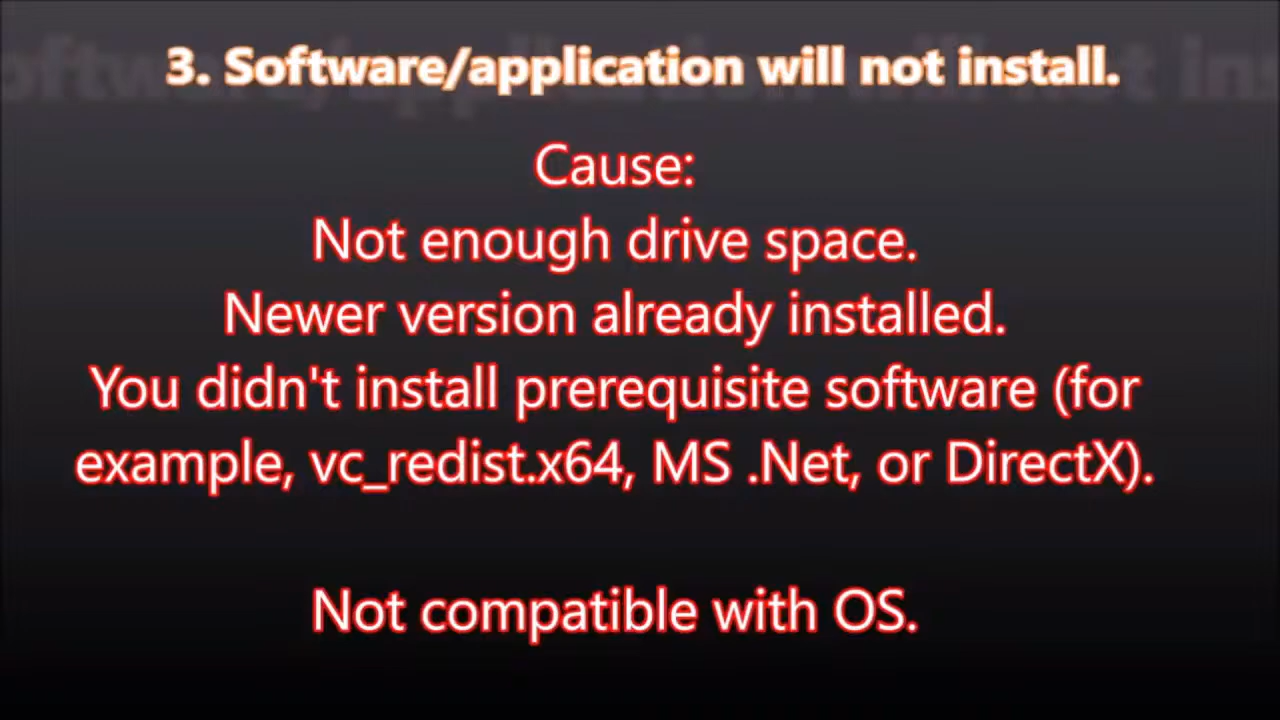 3. Software/application will not install.
Cause:
Not enough drive space.
Newer version already installed.
You didn't install prerequisite software (for
example, vc_redist.x64, MS .Net, or DirectX).
Not compatible with OS.